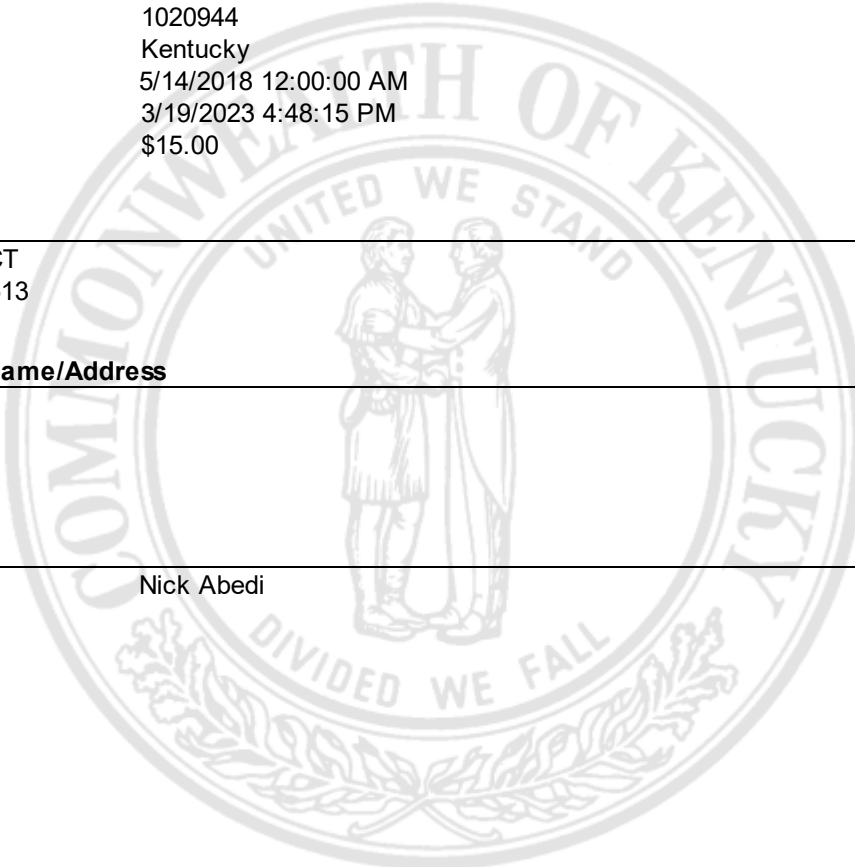 1020944
Kentucky
5/14/2018 12:00:00 AM
3/19/2023 4:48:15 PM
$15.00
CT
13
ame/Address
Nick Abedi
COMMONWEALTH OF KENTUCKY
UNITED WE STAND
DIVIDED WE FALL